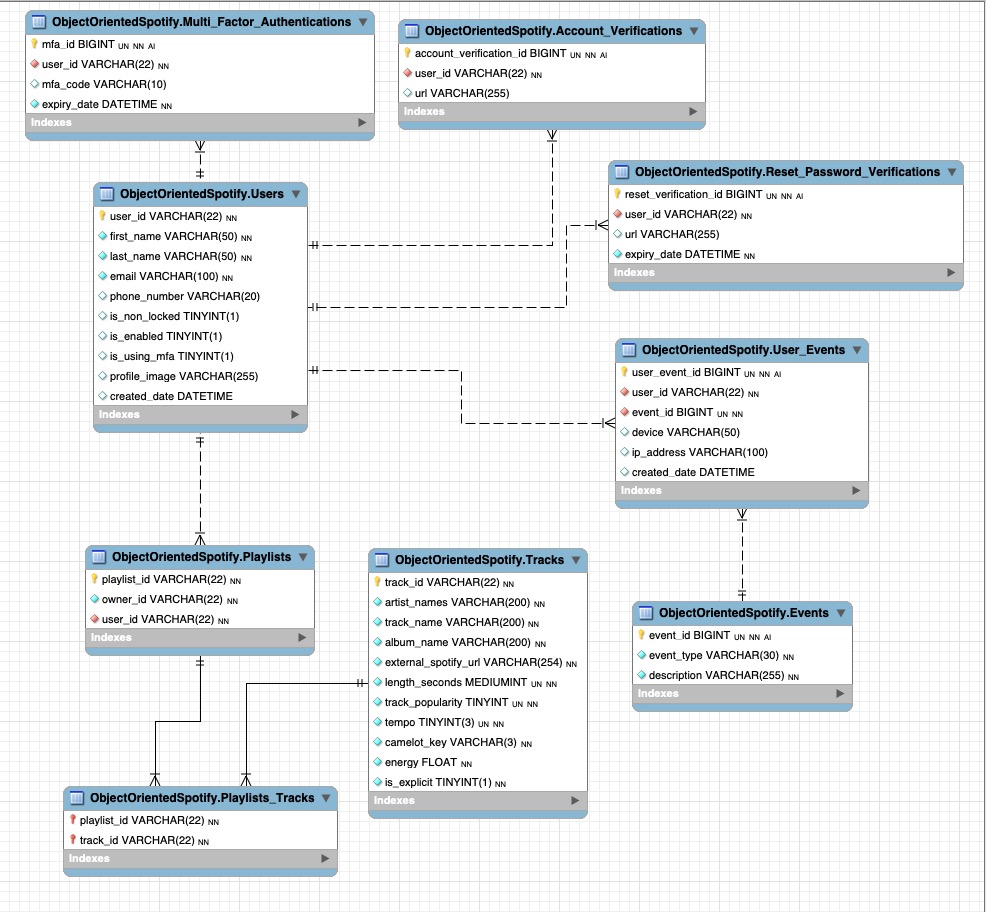 ObjectOrientedSpotify.Multi_Factor_Authentications
mfa_id BIGINT UN NN AI
user_id VARCHAR(22) NN
mfa_code VARCHAR(10)
expiry_date DATETIME NN
Indexes
ObjectOrientedSpotify.Account_Verifications
account_verification_id BIGINT UN NN AI
user_id VARCHAR(22) NN
url VARCHAR(255)
Indexes
ObjectOrientedSpotify.Reset_Password_Verifications
reset_verification_id BIGINT UN NN AI
user_id VARCHAR(22) NN
url VARCHAR(255)
expiry_date DATETIME NN
Indexes
ObjectOrientedSpotify.Users
user_id VARCHAR(22) NN
first_name VARCHAR(50) NN
last_name VARCHAR(50) NN
email VARCHAR(100) NN
phone_number VARCHAR(20)
is_non_locked TINYINT(1)
is_enabled TINYINT(1)
is_using_mfa TINYINT(1)
profile_image VARCHAR(255)
created_date DATETIME
Indexes
ObjectOrientedSpotify.User_Events
user_event_id BIGINT UN NN AI
user_id VARCHAR(22) NN
event_id BIGINT UN NN
device VARCHAR(50)
ip_address VARCHAR(100)
created_date DATETIME
Indexes
ObjectOrientedSpotify.Playlists
playlist_id VARCHAR(22) NN
owner_id VARCHAR(22) NN
user_id VARCHAR(22) NN
Indexes
ObjectOrientedSpotify.Tracks
track_id VARCHAR(22) NN
artist_names VARCHAR(200) NN
track_name VARCHAR(200) NN
album_name VARCHAR(200) NN
external_spotify_url VARCHAR(254) NN
length_seconds MEDIUMINT UN NN
track_popularity TINYINT UN NN
tempo TINYINT(3) UN NN
camelot_key VARCHAR(3) NN
energy FLOAT NN
is_explicit TINYINT(1) NN
Indexes
ObjectOrientedSpotify.Events
event_id BIGINT UN NN AI
event_type VARCHAR(30) NN
description VARCHAR(255) NN
Indexes
ObjectOrientedSpotify.Playlists_Tracks
playlist_id VARCHAR(22) NN
track_id VARCHAR(22) NN
Indexes